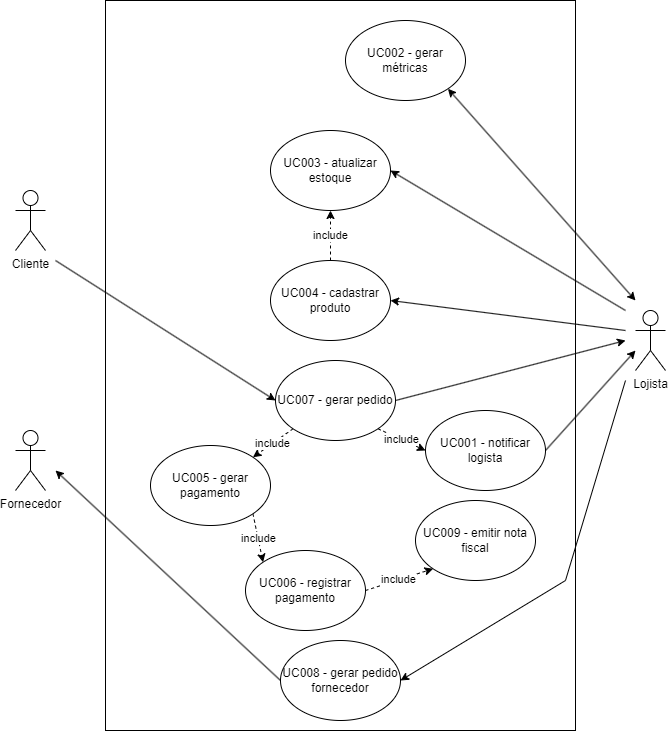 UC002 - gerar
métricas
UC003 - atualizar
estoque
include
Cliente
UC004 - cadastrar
produto
Lojista
UC007 - gerar pedido
include
include
UC001 - notificar
logista
UC005 - gerar
pagamento
Fornecedor
include
UC009 - emitir nota
fiscal
UC006 - registrar
pagamento
include
UC008 - gerar pedido
fornecedor